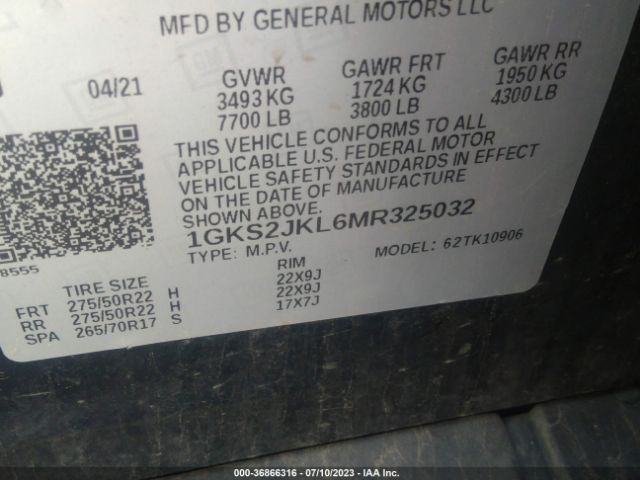 MFD BY GENERAL MOTORS LLC
04/21
GVWR GAWR FRT GAWR RR
3493 KG 1724 KG 1950 KG
7700 LB 3800 LB 4300 LB
THIS VEHICLE CONFORMS TO ALL
APPLICABLE U.S. FEDERAL MOTOR
VEHICLE SAFETY STANDARDS IN EFFECT
ON THE DATE OF MANUFACTURE
SHOWN ABOVE.
1GKS2JKL6MR325032
TYPE: M.P.V. MODEL: 62TK10906
8555
TIRE SIZE RIM
FRT 275/50R22 H 22X9J
RR 275/50R22 H 22X9J
SPA 265/70R17 S 17X7J
000-36866316 - 07/10/2023 - IAA Inc.